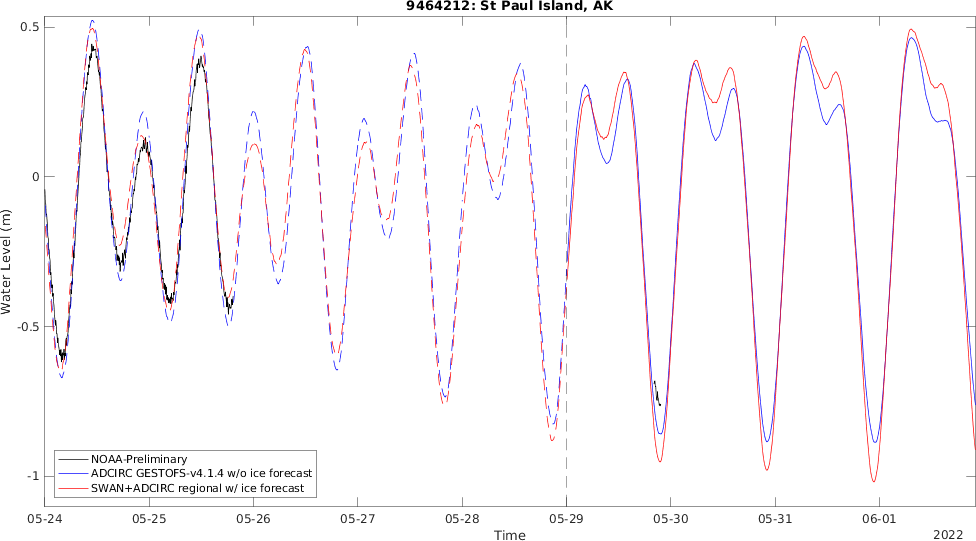 9464212: St Paul Island, AK
0.5
0
-0.5
-1
Water Level (m)
NOAA-Preliminary
ADCIRC GESTOFS-v4.1.4 w/o ice forecast
SWAN+ADCIRC regional w/ ice forecast
05-24 05-25 05-26 05-27 05-28 05-29 05-30 05-31 06-01
Time
2022